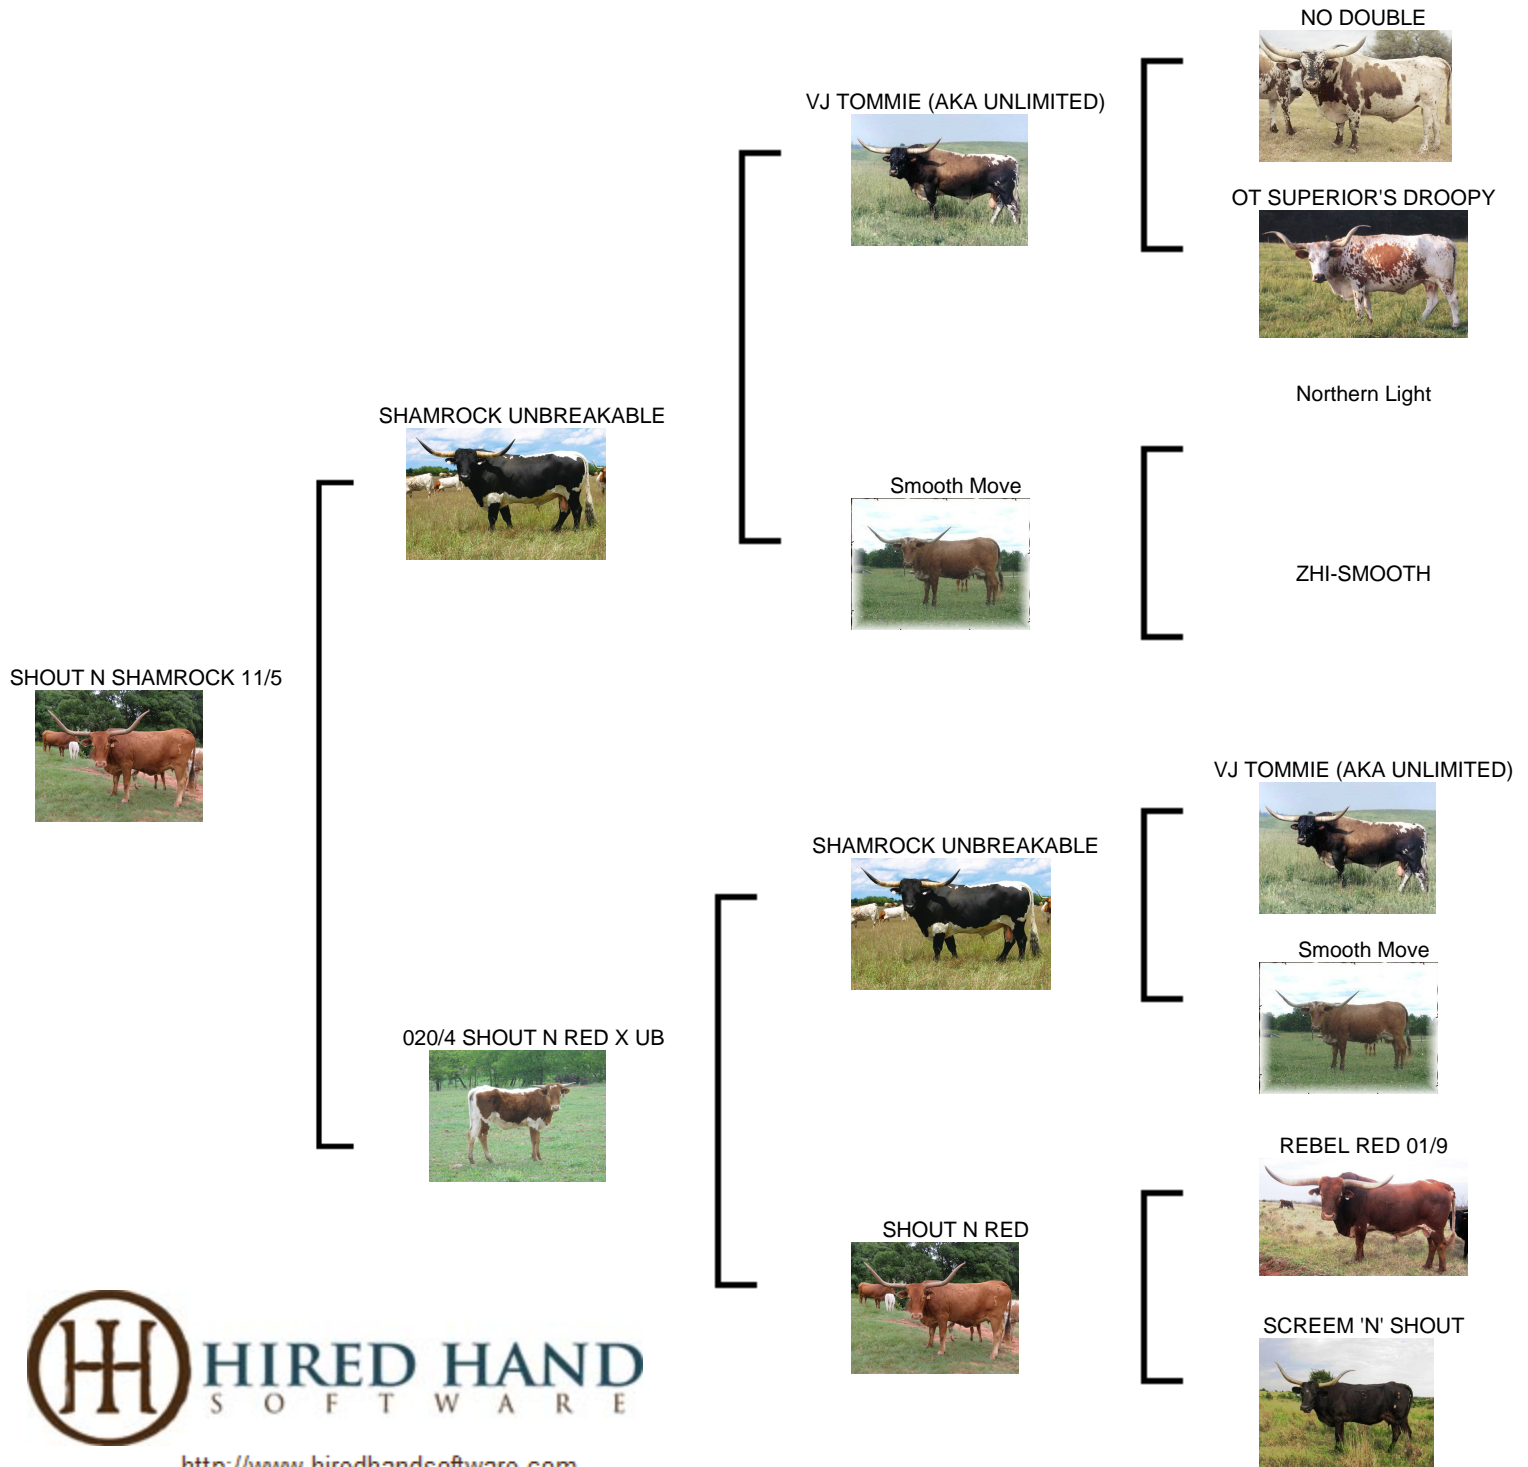 NO DOUBLE
VJ TOMMIE (AKA UNLIMITED)
OT SUPERIOR'S DROOPY
Northern Light
SHAMROCK UNBREAKABLE
Smooth Move
ZHI-SMOOTH
SHOUT N SHAMROCK 11/5
VJ TOMMIE (AKA UNLIMITED)
SHAMROCK UNBREAKABLE
Smooth Move
020/4 SHOUT N RED X UB
REBEL RED 01/9
SHOUT N RED
SCREEM 'N' SHOUT
HIRED HAND
SOFTWARE
http://www.hiredhandsoftware.com